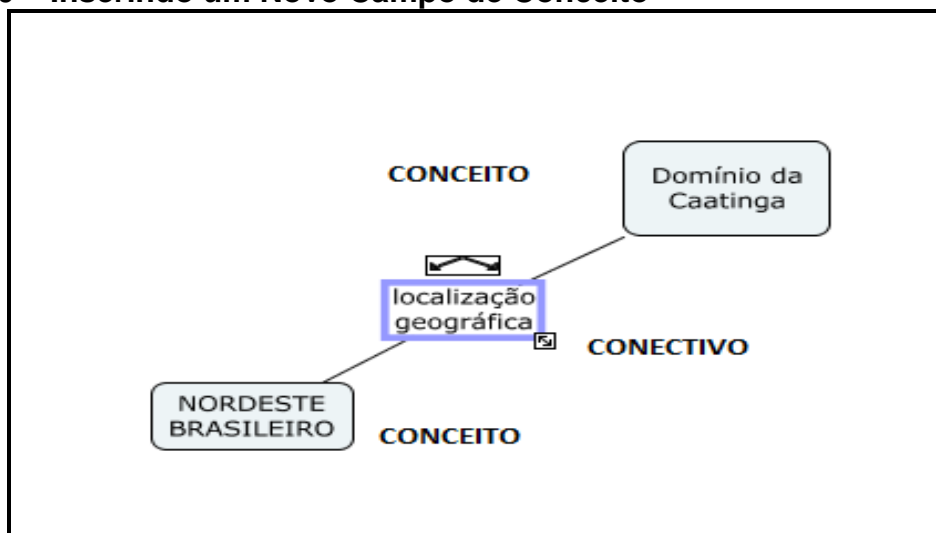 Inserindo um Novo Campo de Conceito
CONCEITO
Domínio da
Caatinga
localização
geográfica
CONECTIVO
NORDESTE
BRASILEIRO
CONCEITO